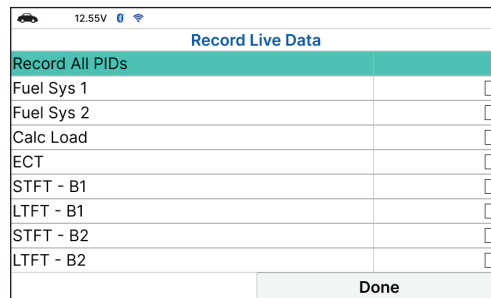 12.55V
Record Live Data
Record All PIDs
Fuel Sys 1
Fuel Sys 2
Calc Load
ECT
STFT - B1
LTFT - B1
STFT - B2
LTFT - B2
Done